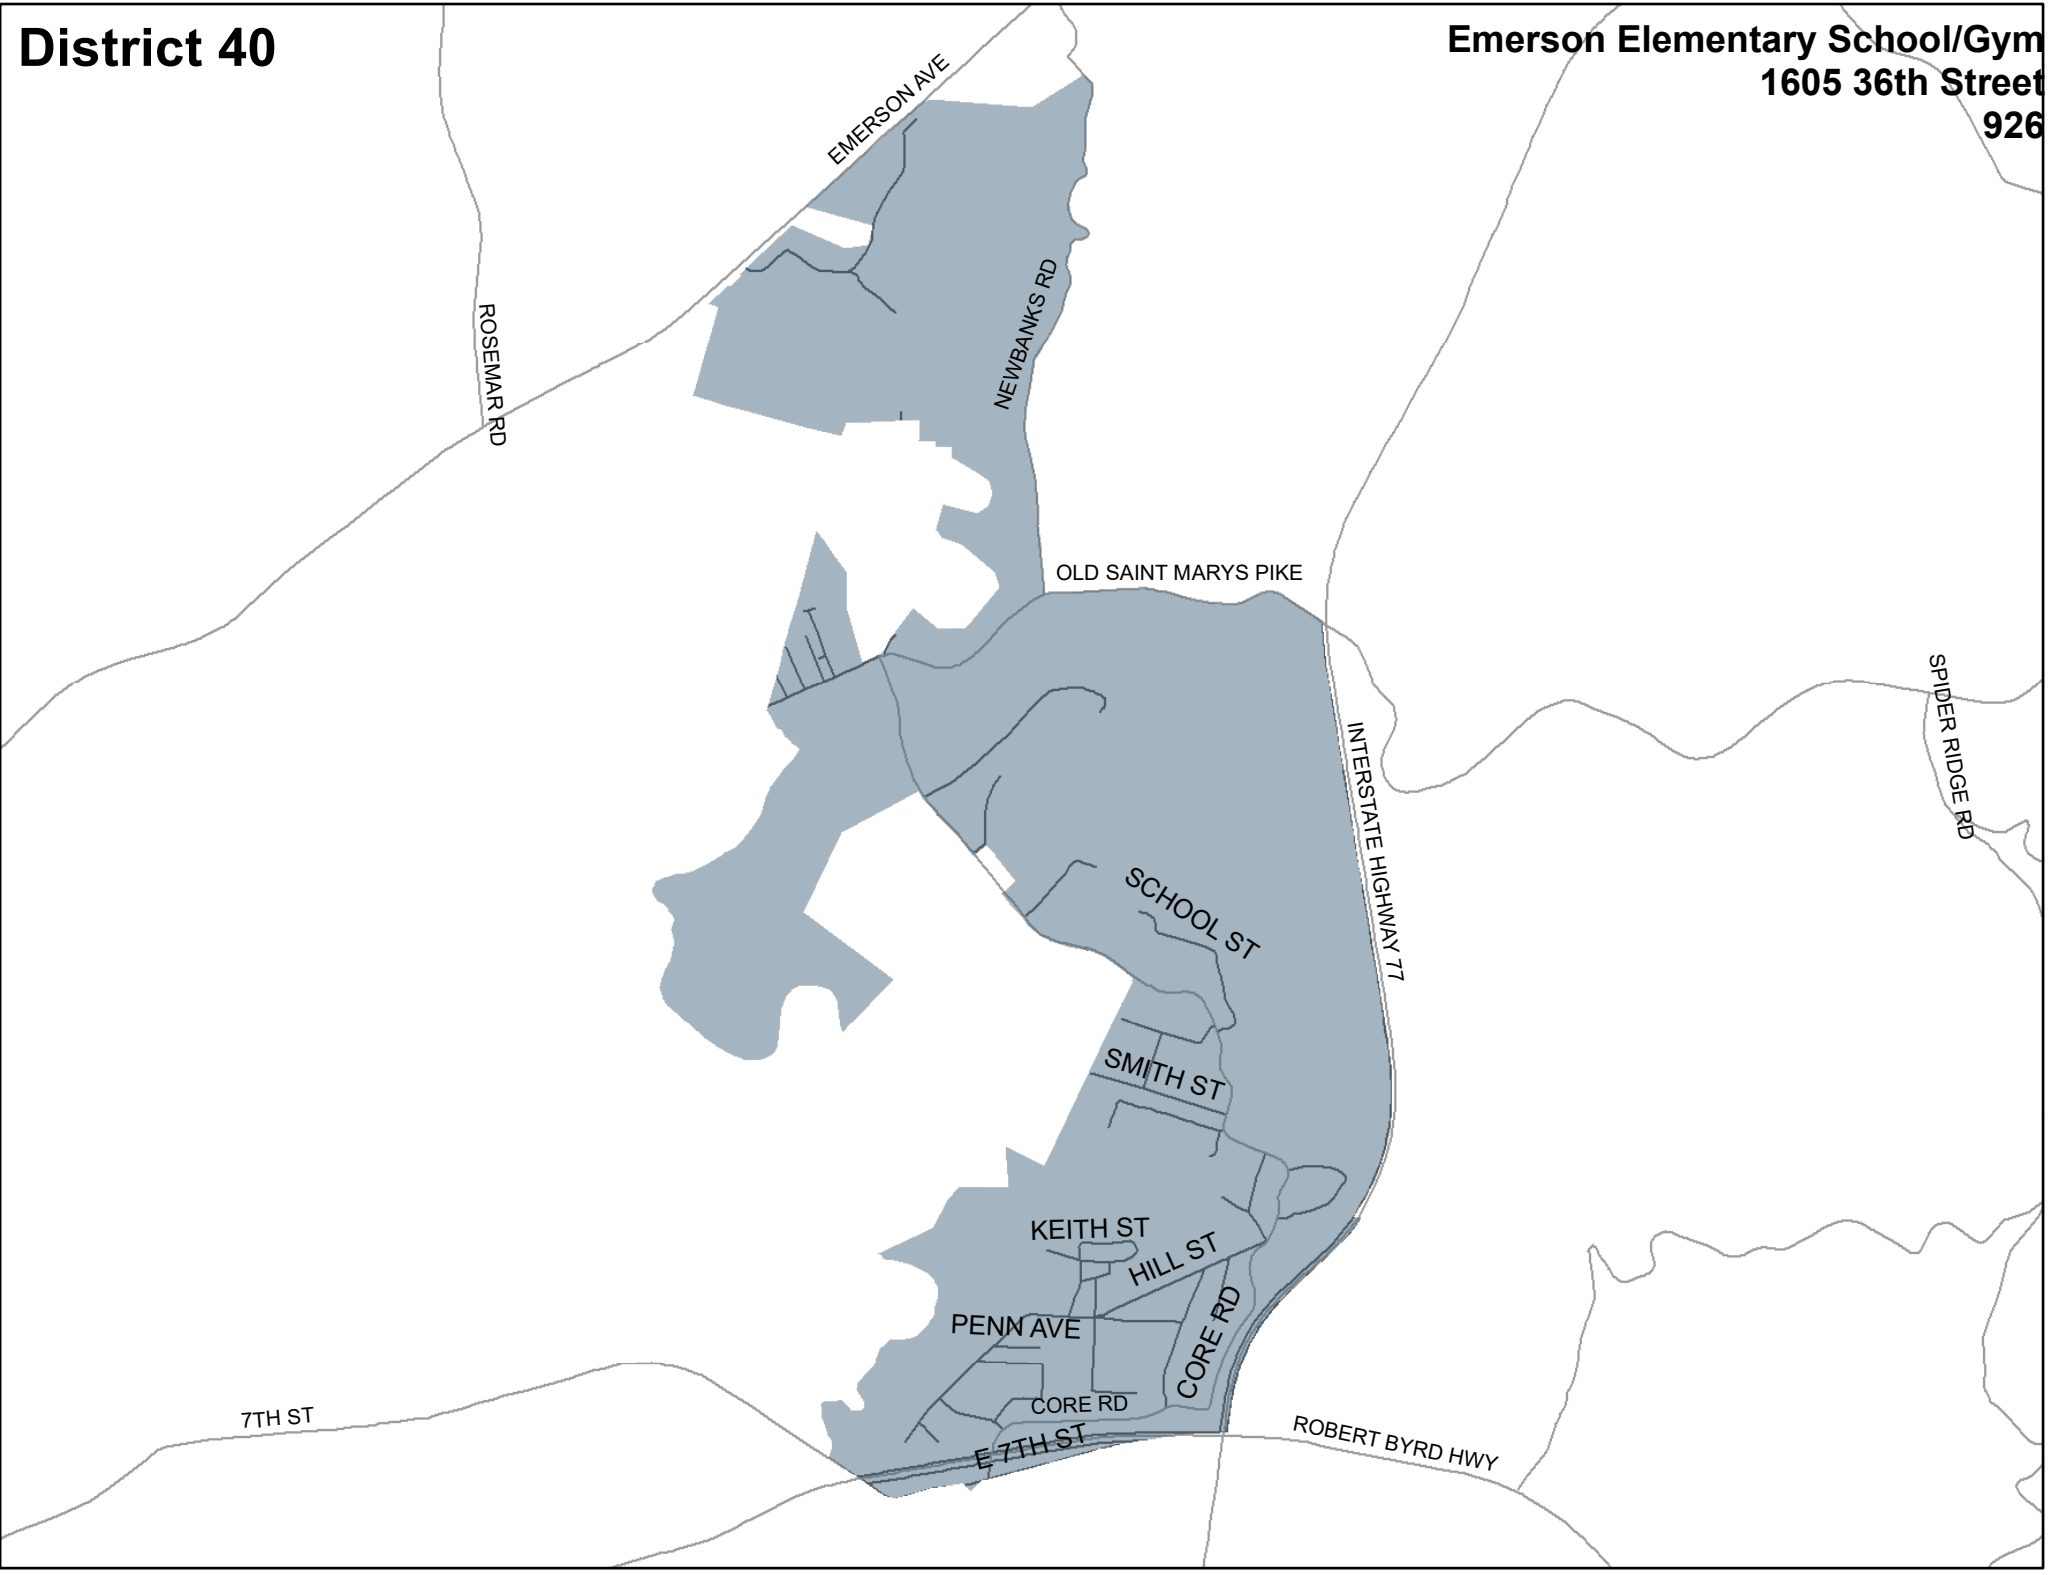 District 40
Emerson Elementary School/Gym
1605 36th Street
926
EMERSON AVE
ROSEMAR RD
NEWBANKS RD
OLD SAINT MARYS PIKE
SPIDER RIDGE RD
INTERSTATE HIGHWAY 77
SCHOOL ST
SMITH ST
KEITH ST
HILL ST
PENN AVE
CORE RD
CORE RD
7TH ST
E 7TH ST
ROBERT BYRD HWY